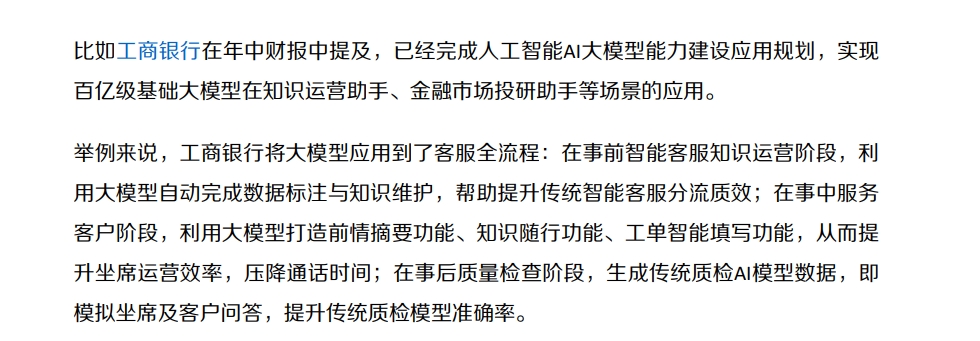 比如工商银行在年中财报中提及，已经完成人工智能AI大模型能力建设应用规划，实现
百亿级基础大模型在知识运营助手、金融市场投研助手等场景的应用。
举例来说，工商银行将大模型应用到了客服全流程：在事前智能客服知识运营阶段，利
用大模型自动完成数据标注与知识维护，帮助提升传统智能客服分流质效；在事中服务
客户阶段，利用大模型打造前情摘要功能、知识随行功能、工单智能填写功能，从而提
升坐席运营效率，压降通话时间；在事后质量检查阶段，生成传统质检AI模型数据，即
模拟坐席及客户问答，提升传统质检模型准确率。